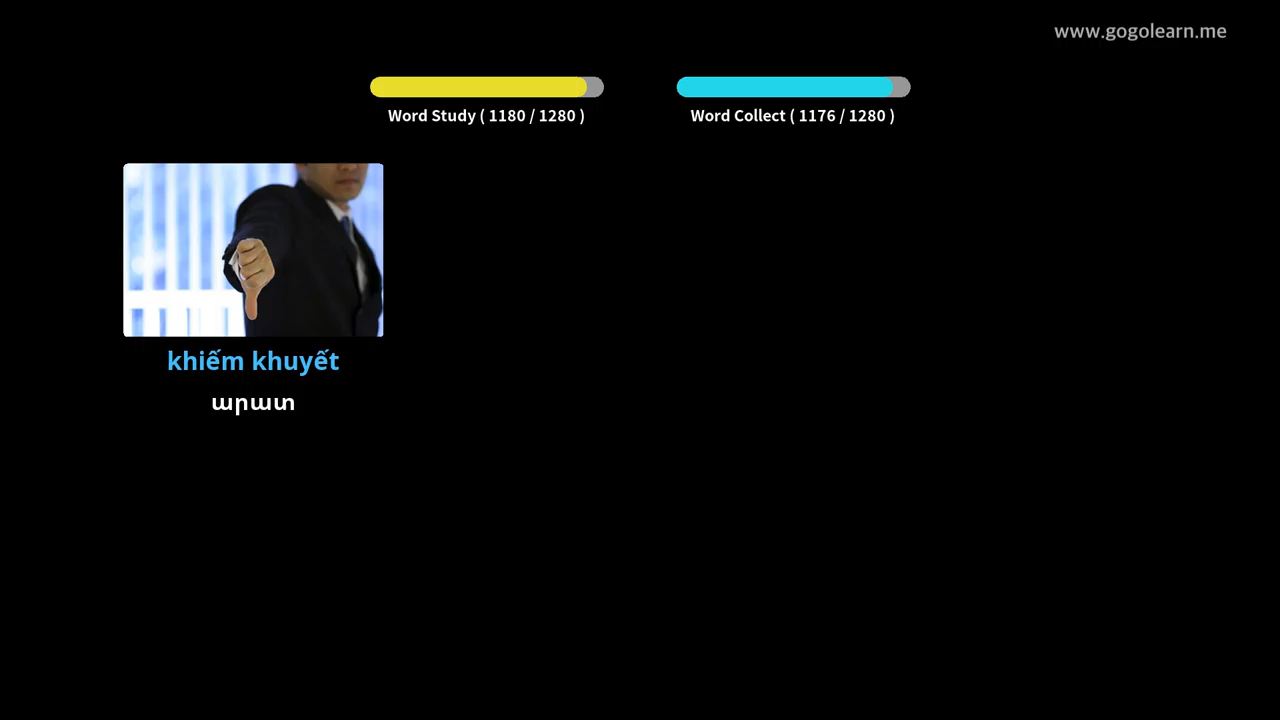 www.gogolearn.me
Word Study ( 1180 / 1280 )
Word Collect ( 1176 / 1280 )
khiếm khuyết
արատ